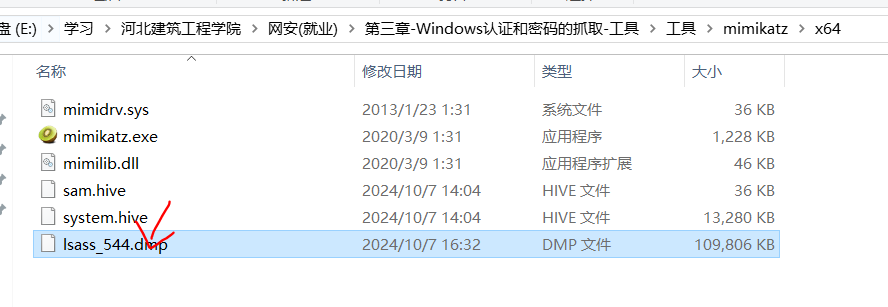 盘 (E:) > 学习 > 河北建筑工程学院 > 网安(就业) > 第三章-Windows认证和密码的抓取-工具 > 工具 > mimikatz > x64
名称 修改日期 类型 大小
mimidrv.sys 2013/1/23 1:31 系统文件 36 KB
mimikatz.exe 2020/3/9 1:31 应用程序 1,228 KB
mimilib.dll 2020/3/9 1:31 应用程序扩展 46 KB
sam.hive 2024/10/7 14:04 HIVE 文件 36 KB
system.hive 2024/10/7 14:04 HIVE 文件 13,280 KB
lsass_544.dmp 2024/10/7 16:32 DMP 文件 109,806 KB